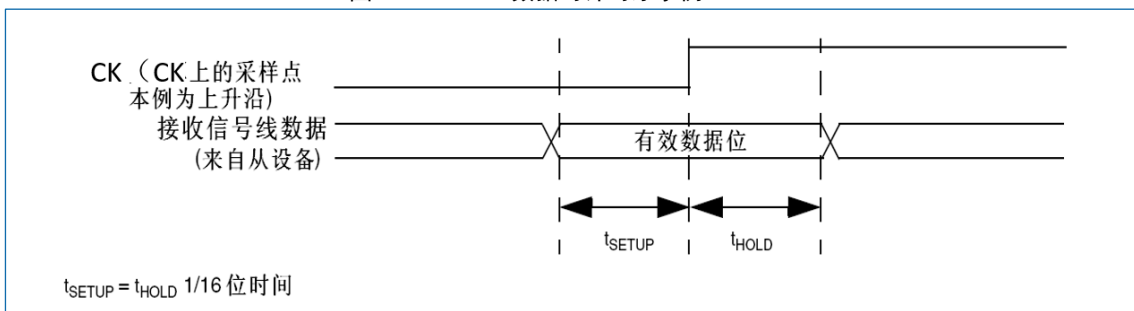 CK（CK上的采样点
本例为上升沿)
接收信号线数据
(来自从设备)
有效数据位
tSETUP
tHOLD
tSETUP = tHOLD 1/16 位时间